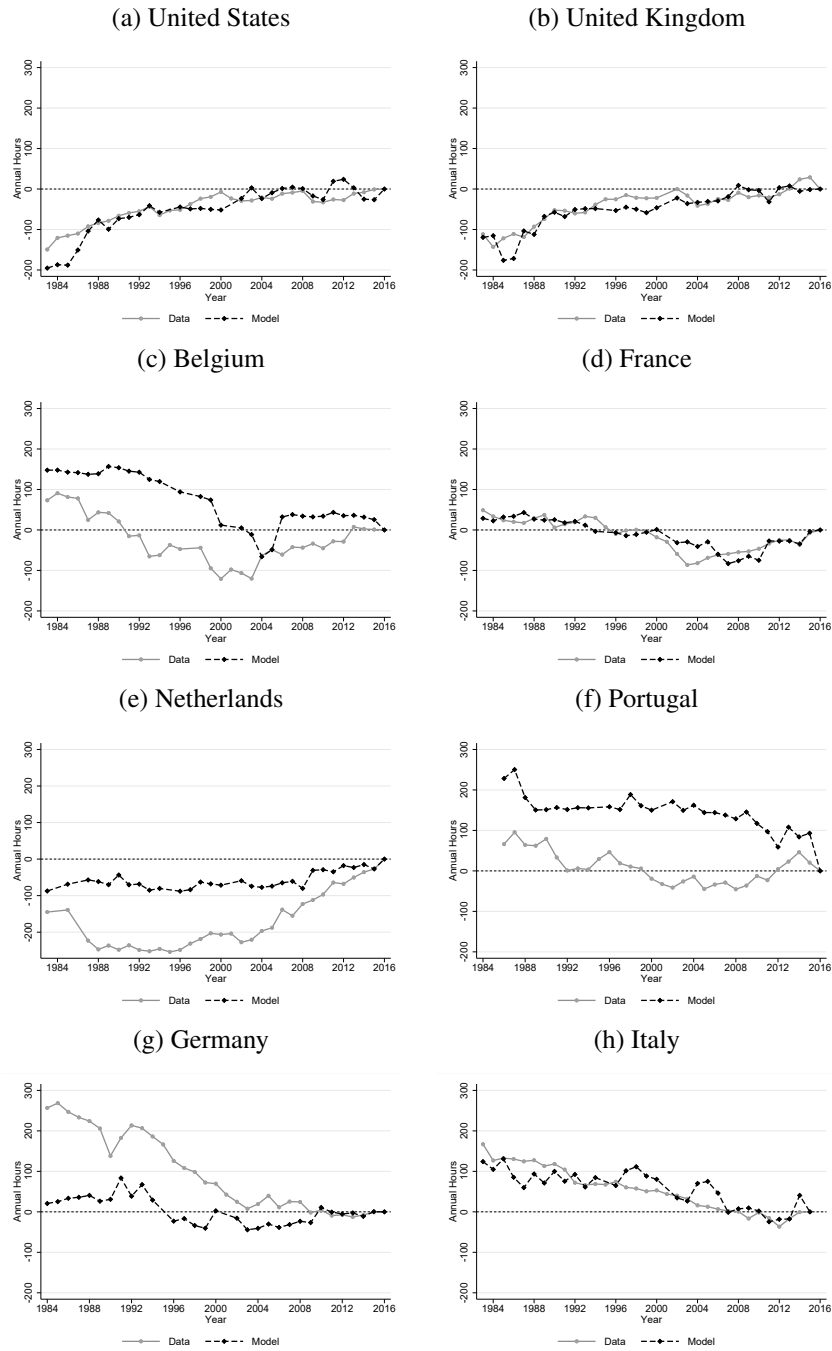 (a) United States
(b) United Kingdom
300
200
100
0
-100
-200
Annual Hours
1984 1988 1992 1996 2000 2004 2008 2012 2016
Year
Data Model
300
200
100
0
-100
-200
Annual Hours
1984 1988 1992 1996 2000 2004 2008 2012 2016
Year
Data Model
(c) Belgium
(d) France
300
200
100
0
-100
-200
Annual Hours
1984 1988 1992 1996 2000 2004 2008 2012 2016
Year
Data Model
300
200
100
0
-100
-200
Annual Hours
1984 1988 1992 1996 2000 2004 2008 2012 2016
Year
Data Model
(e) Netherlands
(f) Portugal
300
200
100
0
-100
-200
Annual Hours
1984 1988 1992 1996 2000 2004 2008 2012 2016
Year
Data Model
300
200
100
0
-100
-200
Annual Hours
1984 1988 1992 1996 2000 2004 2008 2012 2016
Year
Data Model
(g) Germany
(h) Italy
300
200
100
0
-100
-200
Annual Hours
1984 1988 1992 1996 2000 2004 2008 2012 2016
Year
Data Model
300
200
100
0
-100
-200
Annual Hours
1984 1988 1992 1996 2000 2004 2008 2012 2016
Year
Data Model